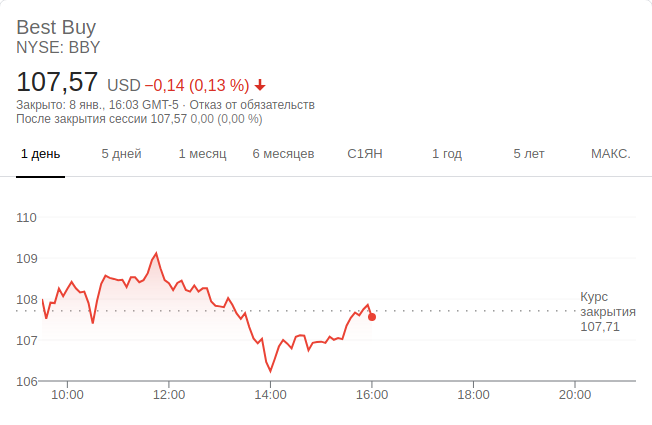 Best Buy
NYSE: BBY
107,57 USD −0,14 (0,13 %)
Закрыто: 8 янв., 16:03 GMT-5 · Отказ от обязательств
После закрытия сессии 107,57 0,00 (0,00 %)
1 день 5 дней 1 месяц 6 месяцев С1ЯН 1 год 5 лет МАКС.
110
109
108
107
106
Курс
закрытия
107,71
10:00 12:00 14:00 16:00 18:00 20:00